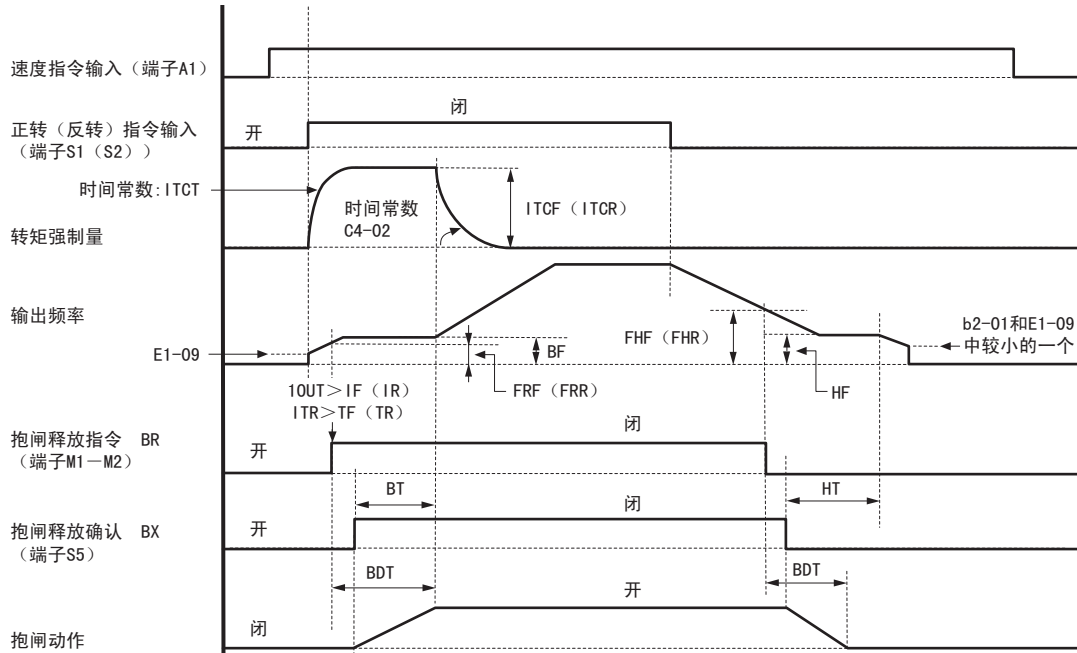 速度指令输入（端子A1）
正转（反转）指令输入
（端子S1（S2））
开
闭
时间常数:ITCT
时间常数
C4-02
ITCF（ITCR）
转矩强制量
输出频率
E1-09
BF
FRF（FRR）
FHF（FHR）
HF
b2-01和E1-09
中较小的一个
1OUT＞IF（IR）
ITR＞TF（TR）
抱闸释放指令 BR
（端子M1－M2）
开
闭
BT
HT
抱闸释放确认 BX
（端子S5）
开
闭
BDT
BDT
抱闸动作
闭
开